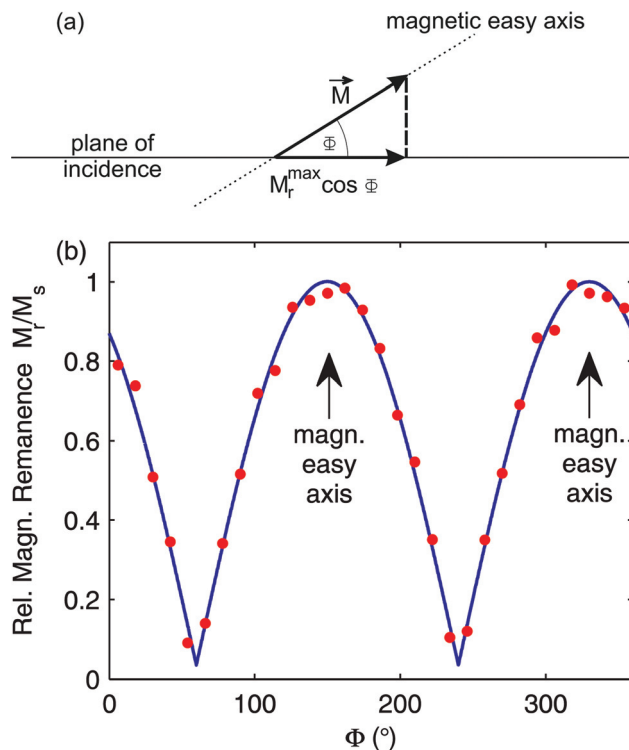 (a)
magnetic easy axis
M
plane of
incidence
Φ
M_r^max cos Φ
(b)
Rel. Magn. Remanence M_r/M_s
1
0.8
0.6
0.4
0.2
0
magn.
easy
axis
magn..
easy
axis
0
100
200
300
Φ (°)